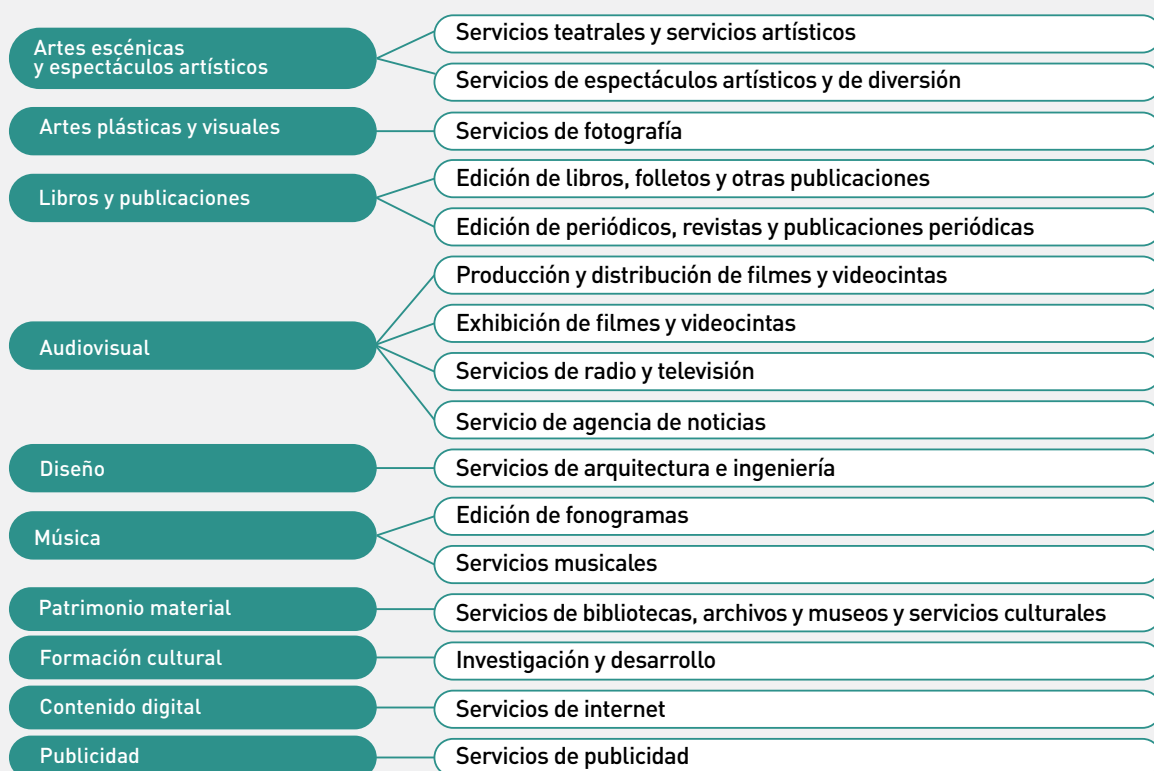 Artes escénicas
y espectáculos artísticos
Servicios teatrales y servicios artísticos
Servicios de espectáculos artísticos y de diversión
Artes plásticas y visuales
Servicios de fotografía
Libros y publicaciones
Edición de libros, folletos y otras publicaciones
Edición de periódicos, revistas y publicaciones periódicas
Audiovisual
Producción y distribución de filmes y videocintas
Exhibición de filmes y videocintas
Servicios de radio y televisión
Servicio de agencia de noticias
Diseño
Servicios de arquitectura e ingeniería
Música
Edición de fonogramas
Servicios musicales
Patrimonio material
Servicios de bibliotecas, archivos y museos y servicios culturales
Formación cultural
Investigación y desarrollo
Contenido digital
Servicios de internet
Publicidad
Servicios de publicidad